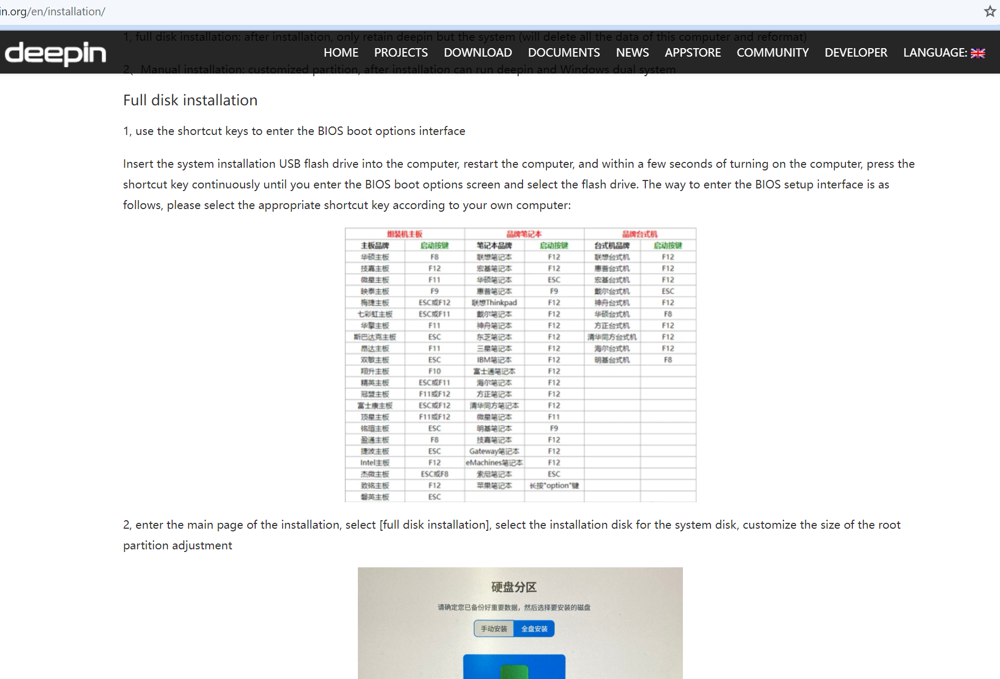 in.org/en/installation/
1, full disk installation: after installation, only retain deepin but the system (will delete all the data of this computer and reformat)
deepin
HOME PROJECTS DOWNLOAD DOCUMENTS NEWS APPSTORE COMMUNITY DEVELOPER LANGUAGE:
2、Manual installation: customized partition, after installation can run deepin and Windows dual system
Full disk installation
1, use the shortcut keys to enter the BIOS boot options interface
Insert the system installation USB flash drive into the computer, restart the computer, and within a few seconds of turning on the computer, press the
shortcut key continuously until you enter the BIOS boot options screen and select the flash drive. The way to enter the BIOS setup interface is as
follows, please select the appropriate shortcut key according to your own computer:
组装机主板 品牌笔记本 品牌台式机
主板品牌 启动按键 笔记本品牌 启动按键 台式机品牌 启动按键
华硕主板 F8 联想笔记本 F12 联想台式机 F12
技嘉主板 F12 宏基笔记本 F12 惠普台式机 F12
微星主板 F11 华硕笔记本 ESC 宏基台式机 F12
映泰主板 F9 惠普笔记本 F9 戴尔台式机 ESC
梅捷主板 ESC或F12 联想Thinkpad F12 神舟台式机 F12
七彩虹主板 ESC或F11 戴尔笔记本 F12 华硕台式机 F8
华擎主板 F11 神舟笔记本 F12 方正台式机 F12
斯巴达克主板 ESC 东芝笔记本 F12 清华同方台式机 F12
昂达主板 F11 三星笔记本 F12 海尔台式机 F12
双敏主板 ESC IBM笔记本 F12 明基台式机 F8
翔升主板 F10 富士通笔记本 F12
精英主板 ESC或F11 海尔笔记本 F12
冠盟主板 F11或F12 方正笔记本 F12
富士康主板 ESC或F12 清华同方笔记本 F12
顶星主板 F11或F12 微星笔记本 F11
铭瑄主板 ESC 明基笔记本 F9
盈通主板 F8 技嘉笔记本 F12
捷波主板 ESC Gateway笔记本 F12
Intel主板 F12 eMachines笔记本 F12
杰微主板 ESC或F8 索尼笔记本 ESC
致铭主板 F12 苹果笔记本 长按"option"键
磐英主板 ESC
2, enter the main page of the installation, select [full disk installation], select the installation disk for the system disk, customize the size of the root
partition adjustment
硬盘分区
请确定您已备份好重要数据，然后选择要安装的磁盘
手动安装 全盘安装